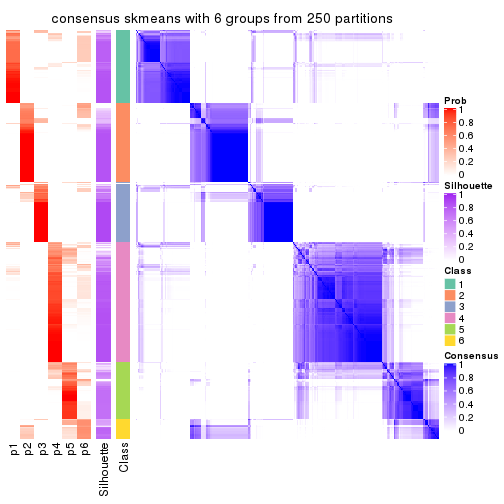 consensus skmeans with 6 groups from 250 partitions
Prob
1
0.8
0.6
0.4
0.2
0
Silhouette
1
0.8
0.6
0.4
0.2
0
Class
1
2
3
4
5
6
Consensus
1
0.8
0.6
0.4
0.2
0
p1
p2
p3
p4
p5
p6
Silhouette
Class